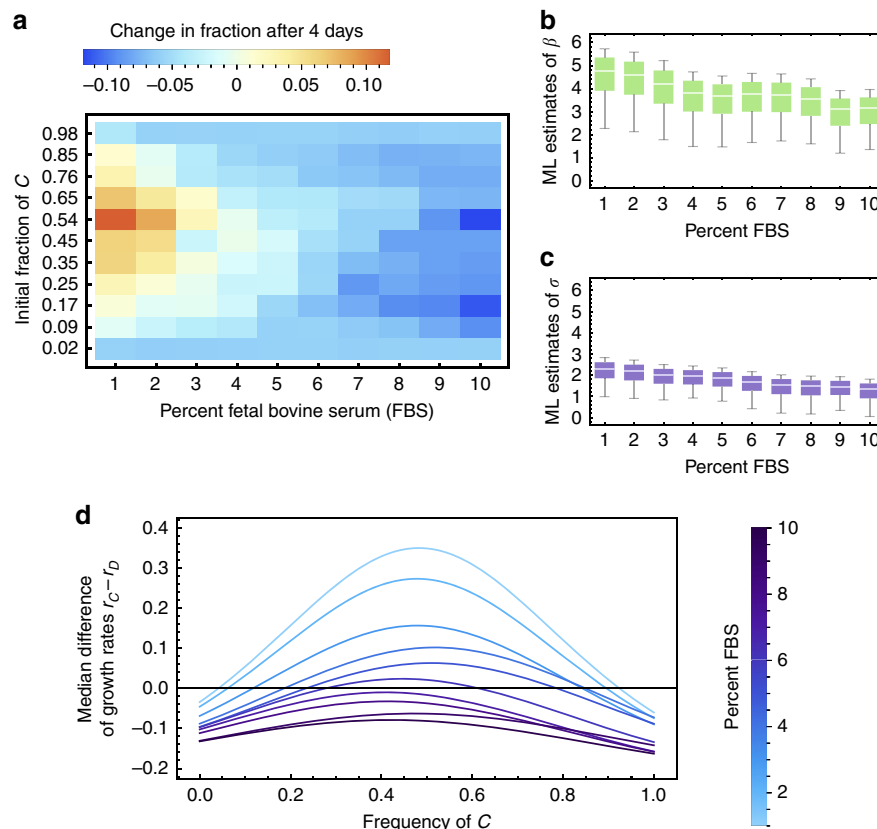 a
Change in fraction after 4 days
−0.10 −0.05 0 0.05 0.10
Initial fraction of C
0.98
0.85
0.76
0.65
0.54
0.45
0.35
0.25
0.17
0.09
0.02
1 2 3 4 5 6 7 8 9 10
Percent fetal bovine serum (FBS)
b
ML estimates of β
6
5
4
3
2
1
0
1 2 3 4 5 6 7 8 9 10
Percent FBS
c
ML estimates of σ
6
5
4
3
2
1
0
1 2 3 4 5 6 7 8 9 10
Percent FBS
d
Median difference
of growth rates rC − rD
0.4
0.3
0.2
0.1
0.0
−0.1
−0.2
0.0 0.2 0.4 0.6 0.8 1.0
Frequency of C
Percent FBS
10
8
6
4
2